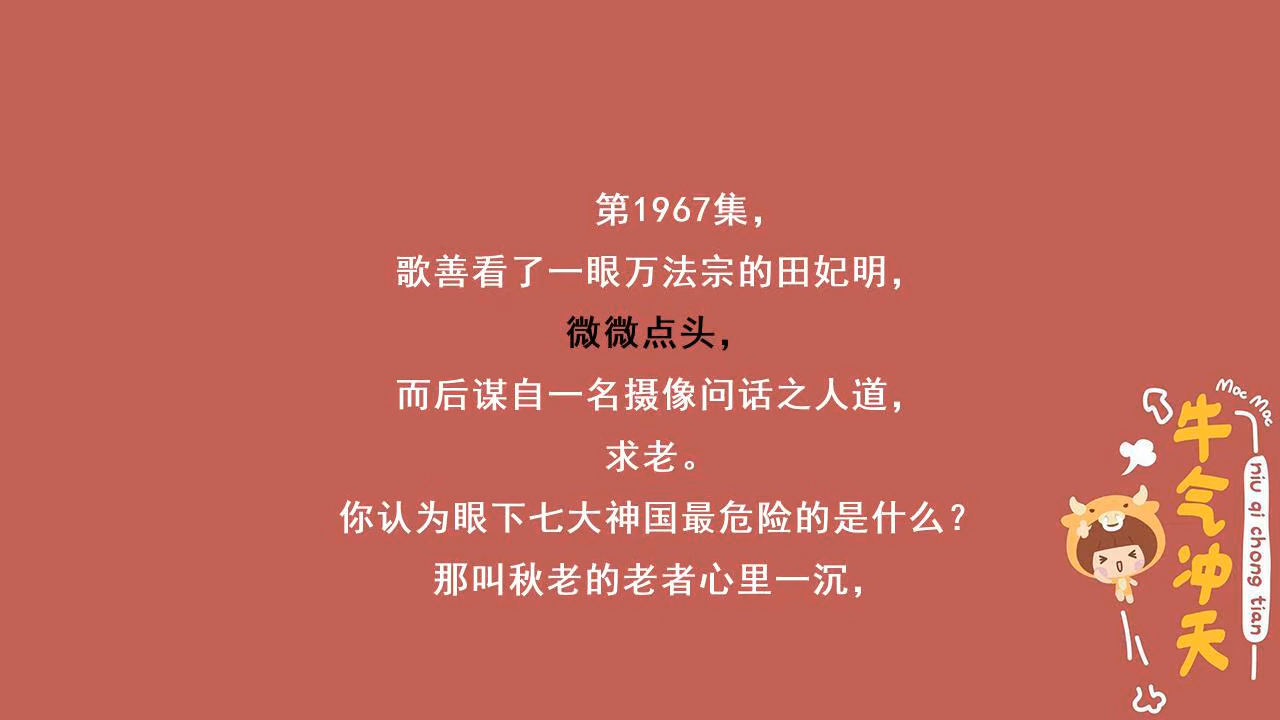 第1967集，
歌善看了一眼万法宗的田妃明，
微微点头，
而后谋自一名摄像问话之人道，
求老。
你认为眼下七大神国最危险的是什么？
那叫秋老的老者心里一沉，
Moc Moc
牛气冲天
niu qi chong tian